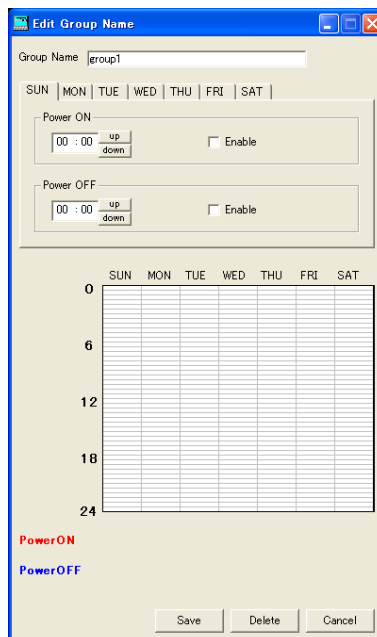 Edit Group Name
Group Name group1
SUN MON TUE WED THU FRI SAT
Power ON
00 : 00 up down Enable
Power OFF
00 : 00 up down Enable
SUN MON TUE WED THU FRI SAT
0
6
12
18
24
PowerON
PowerOFF
Save Delete Cancel